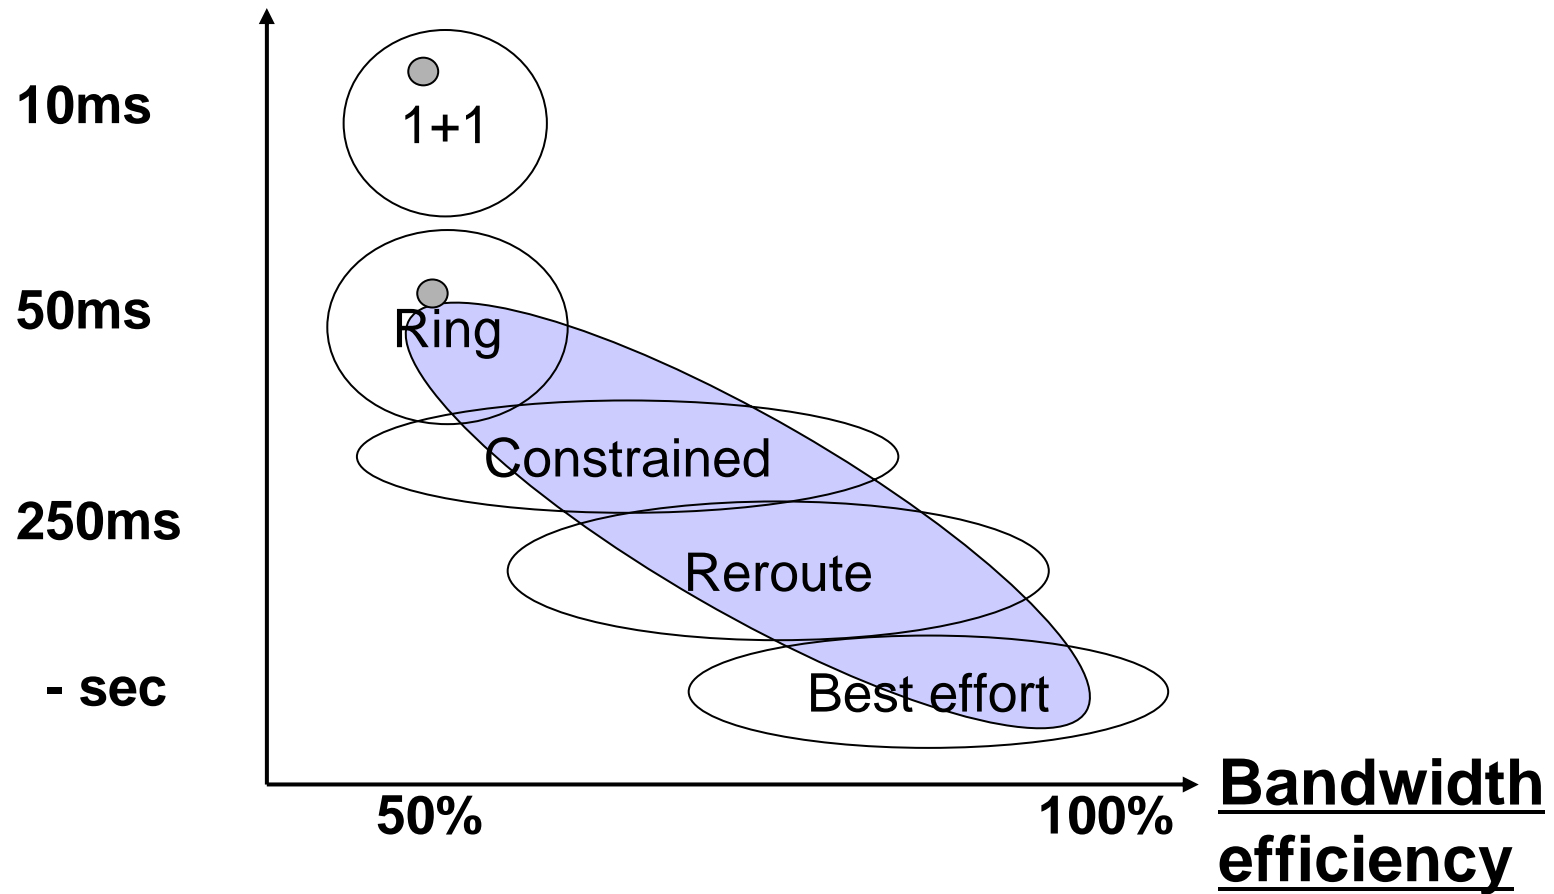 10ms
1+1
50ms
Ring
Constrained
250ms
Reroute
- sec
Best effort
50%
100%
Bandwidth
efficiency